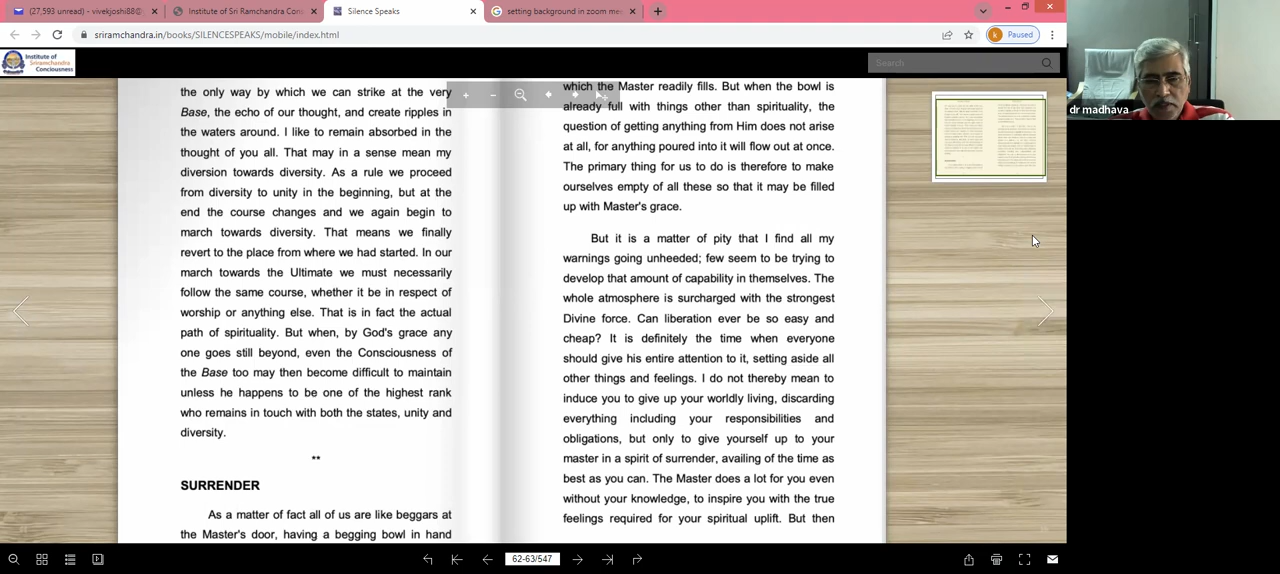 (27,593 unread) - vivekjoshi88@
Institute of Sri Ramchandra Cons
Silence Speaks
setting background in zoom mee
sriramchandra.in/books/SILENCESPEAKS/mobile/index.html
k
Paused
Institute of
Sriramchandra
Conciousness
Search
dr madhava
the only way by which we can strike at the very
Base, the echo of our thought, and create ripples in
the waters around. I like to remain absorbed in the
thought of you all. That may in a sense mean my
diversion towards diversity. As a rule we proceed
from diversity to unity in the beginning, but at the
end the course changes and we again begin to
march towards diversity. That means we finally
revert to the place from where we had started. In our
march towards the Ultimate we must necessarily
follow the same course, whether it be in respect of
worship or anything else. That is in fact the actual
path of spirituality. But when, by God's grace any
one goes still beyond, even the Consciousness of
the Base too may then become difficult to maintain
unless he happens to be one of the highest rank
who remains in touch with both the states, unity and
diversity.
**
SURRENDER
As a matter of fact all of us are like beggars at
the Master's door, having a begging bowl in hand
which the Master readily fills. But when the bowl is
already full with things other than spirituality, the
question of getting anything from Him does not arise
at all, for anything poured into it will flow out at once.
The primary thing for us to do is therefore to make
ourselves empty of all these so that it may be filled
up with Master's grace.
But it is a matter of pity that I find all my
warnings going unheeded; few seem to be trying to
develop that amount of capability in themselves. The
whole atmosphere is surcharged with the strongest
Divine force. Can liberation ever be so easy and
cheap? It is definitely the time when everyone
should give his entire attention to it, setting aside all
other things and feelings. I do not thereby mean to
induce you to give up your worldly living, discarding
everything including your responsibilities and
obligations, but only to give yourself up to your
master in a spirit of surrender, availing of the time as
best as you can. The Master does a lot for you even
without your knowledge, to inspire you with the true
feelings required for your spiritual uplift. But then
62-63/547